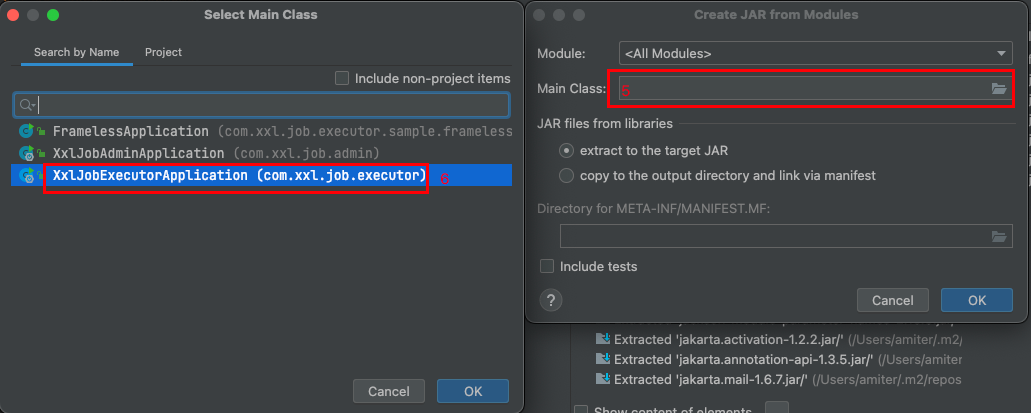 Select Main Class
Search by Name
Project
Include non-project items
FramelessApplication (com.xxl.job.executor.sample.frameless
XxlJobAdminApplication (com.xxl.job.admin)
XxlJobExecutorApplication (com.xxl.job.executor)
6
Cancel
OK
Create JAR from Modules
Module:
<All Modules>
Main Class:
5
JAR files from libraries
extract to the target JAR
copy to the output directory and link via manifest
Directory for META-INF/MANIFEST.MF:
Include tests
?
Cancel
OK
Extracted 'jakarta.activation-1.2.2.jar/' (/Users/amiter/.m2/
Extracted 'jakarta.annotation-api-1.3.5.jar/' (/Users/amiter/
Extracted 'jakarta.mail-1.6.7.jar/' (/Users/amiter/.m2/repos
Show content of elements